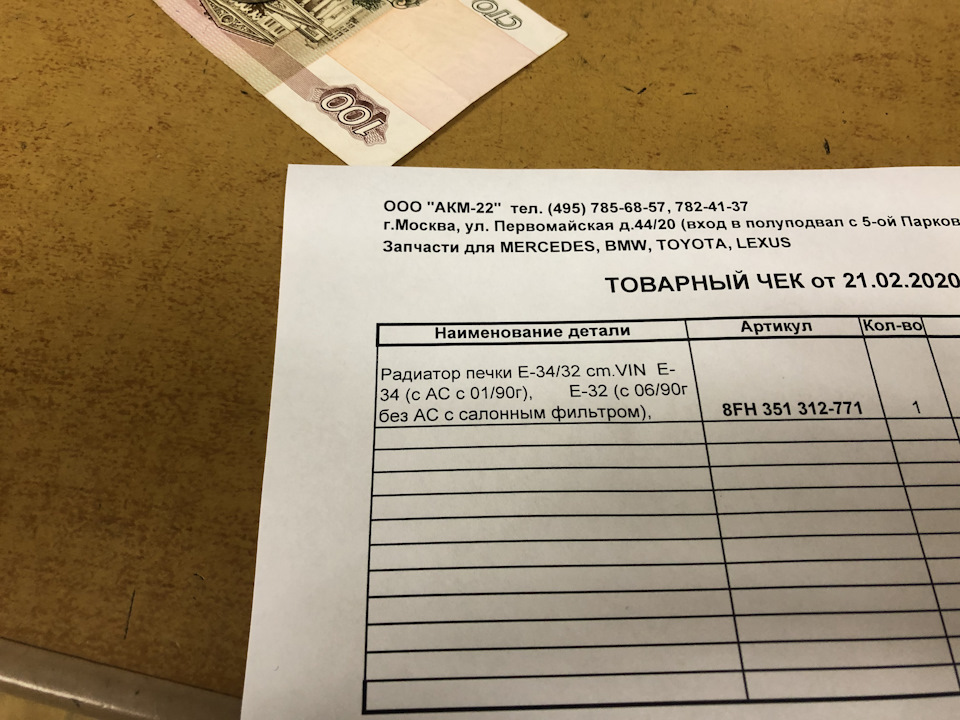 СТО
100
ООО "АКМ-22" тел. (495) 785-68-57, 782-41-37
г.Москва, ул. Первомайская д.44/20 (вход в полуподвал с 5-ой Парков
Запчасти для MERCEDES, BMW, TOYOTA, LEXUS
ТОВАРНЫЙ ЧЕК от 21.02.2020
Наименование детали Артикул Кол-во
Радиатор печки E-34/32 cm.VIN E-
34 (с АС с 01/90г), E-32 (с 06/90г
без АС с салонным фильтром), 8FH 351 312-771 1